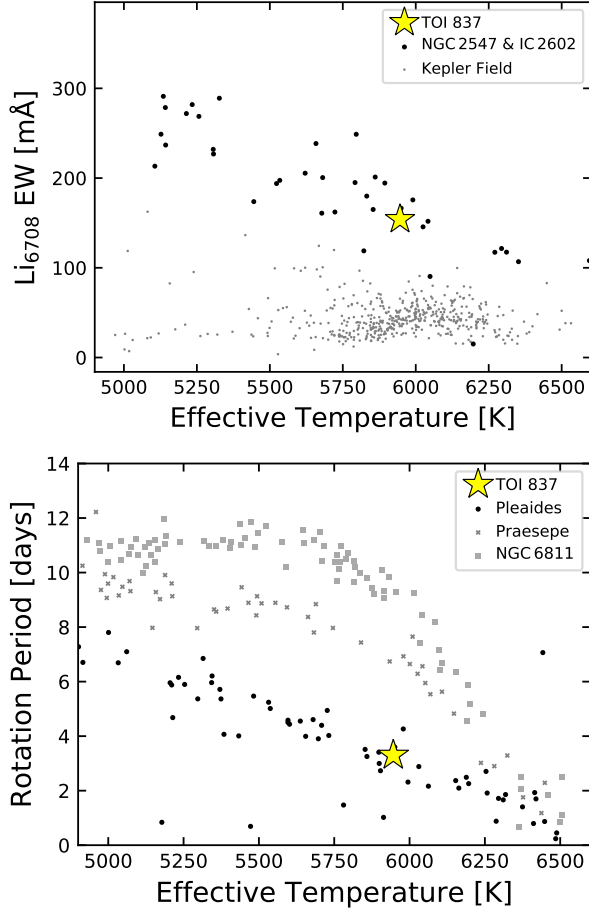 TOI 837
NGC 2547 & IC 2602
Kepler Field
300
200
100
0
Li6708 EW [mÅ]
5000 5250 5500 5750 6000 6250 6500
Effective Temperature [K]
TOI 837
Pleaides
Praesepe
NGC 6811
14
12
10
8
6
4
2
0
Rotation Period [days]
5000 5250 5500 5750 6000 6250 6500
Effective Temperature [K]